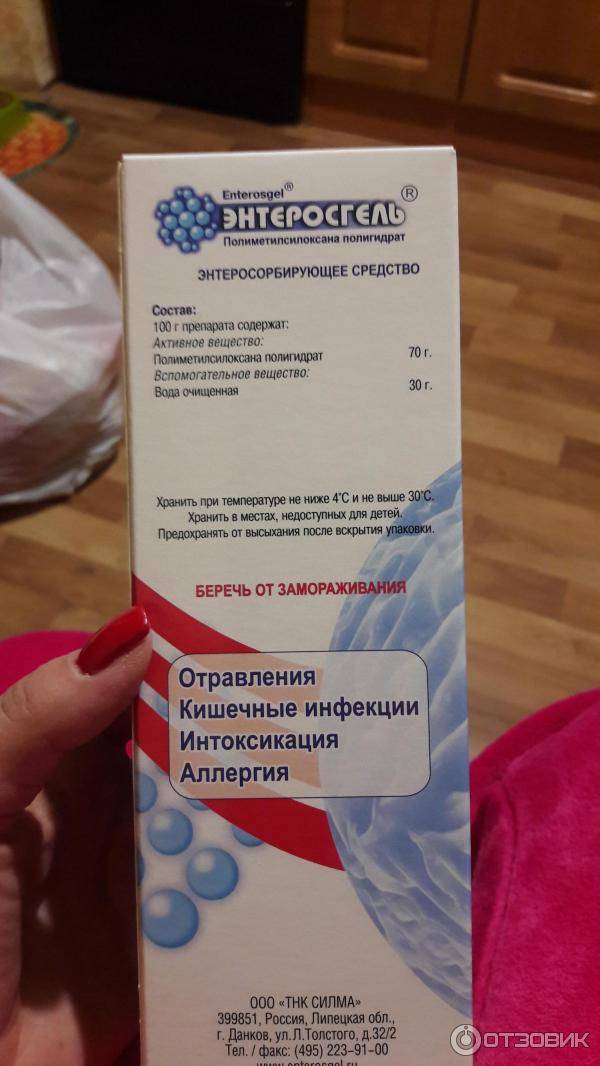 Enterosgel®
ЭНТЕРОСГЕЛЬ®
Полиметилсилоксана полигидрат
ЭНТЕРОСОРБИРУЮЩЕЕ СРЕДСТВО
Состав:
100 г препарата содержат:
Активное вещество:
Полиметилсилоксана полигидрат 70 г.
Вспомогательное вещество:
Вода очищенная 30 г.
Хранить при температуре не ниже 4°С и не выше 30°С.
Хранить в местах, недоступных для детей.
Предохранять от высыхания после вскрытия упаковки.
БЕРЕЧЬ ОТ ЗАМОРАЖИВАНИЯ
Отравления
Кишечные инфекции
Интоксикация
Аллергия
ООО «ТНК СИЛМА»
399851, Россия, Липецкая обл.,
г. Данков, ул.Л.Толстого, д.32/2
Тел. / факс: (495) 223-91-00
www.enterosgel.ru
ОТЗОВИК